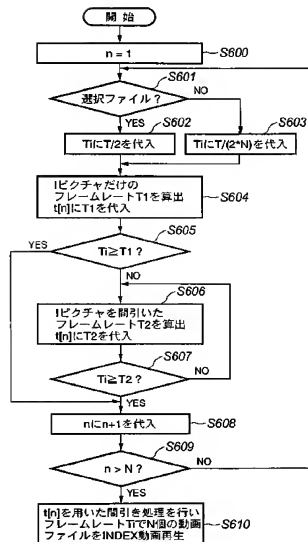 開 始
n = 1
S600
S601
選択ファイル？
NO
YES
S602
S603
TiにT/2を代入
TiにT/(2*N)を代入
S604
Iピクチャだけの
フレームレートT1を算出
t[n]にT1を代入
S605
YES
Ti≧T1？
NO
S606
Iピクチャを間引いた
フレームレートT2を算出
t[n]にT2を代入
S607
Ti≧T2？
NO
YES
S608
nにn+1を代入
S609
n > N？
NO
YES
t[n]を用いた間引き処理を行い
フレームレートTiでN個の動画
ファイルをINDEX動画再生
S610